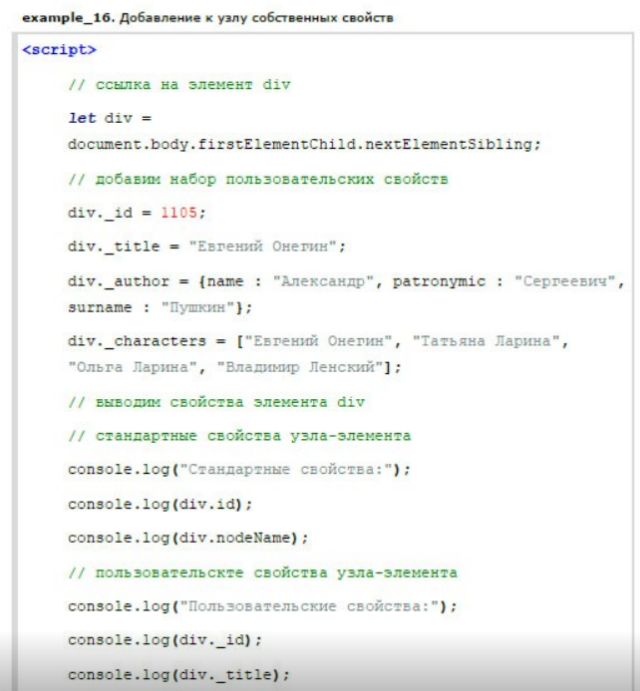 example_16. Добавление к узлу собственных свойств
<script>
// ссылка на элемент div
let div =
document.body.firstElementChild.nextElementSibling;
// добавим набор пользовательских свойств
div._id = 1105;
div._title = "Евгений Онегин";
div._author = {name : "Александр", patronymic : "Сергеевич",
surname : "Пушкин"};
div._characters = ["Евгений Онегин", "Татьяна Ларина",
"Ольга Ларина", "Владимир Ленский"];
// выводим свойства элемента div
// стандартные свойства узла-элемента
console.log("Стандартные свойства:");
console.log(div.id);
console.log(div.nodeName);
// пользовательскте свойства узла-элемента
console.log("Пользовательские свойства:");
console.log(div._id);
console.log(div._title);